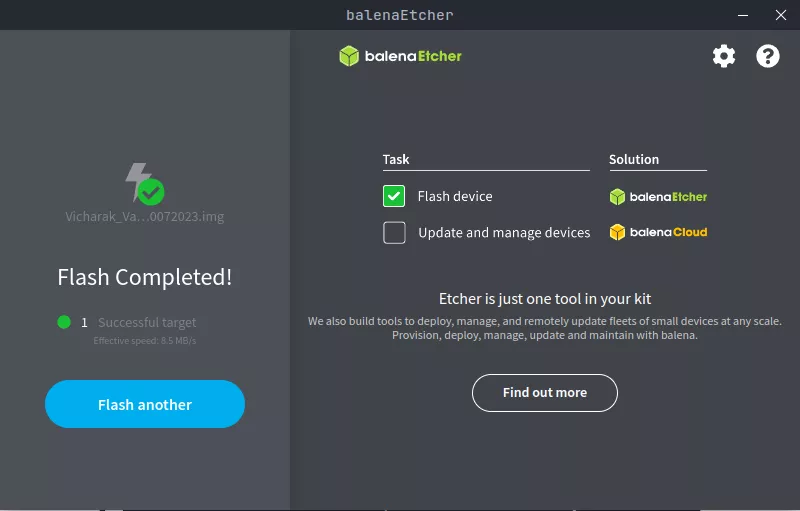 balenaEtcher
balenaEtcher
Vicharak_Va...0072023.img
Flash Completed!
1 Successful target
Effective speed: 8.5 MB/s
Flash another
Task Solution
Flash device balenaEtcher
Update and manage devices balenaCloud
Etcher is just one tool in your kit
We also build tools to deploy, manage, and remotely update fleets of small devices at any scale.
Provision, deploy, manage, update and maintain with balena.
Find out more